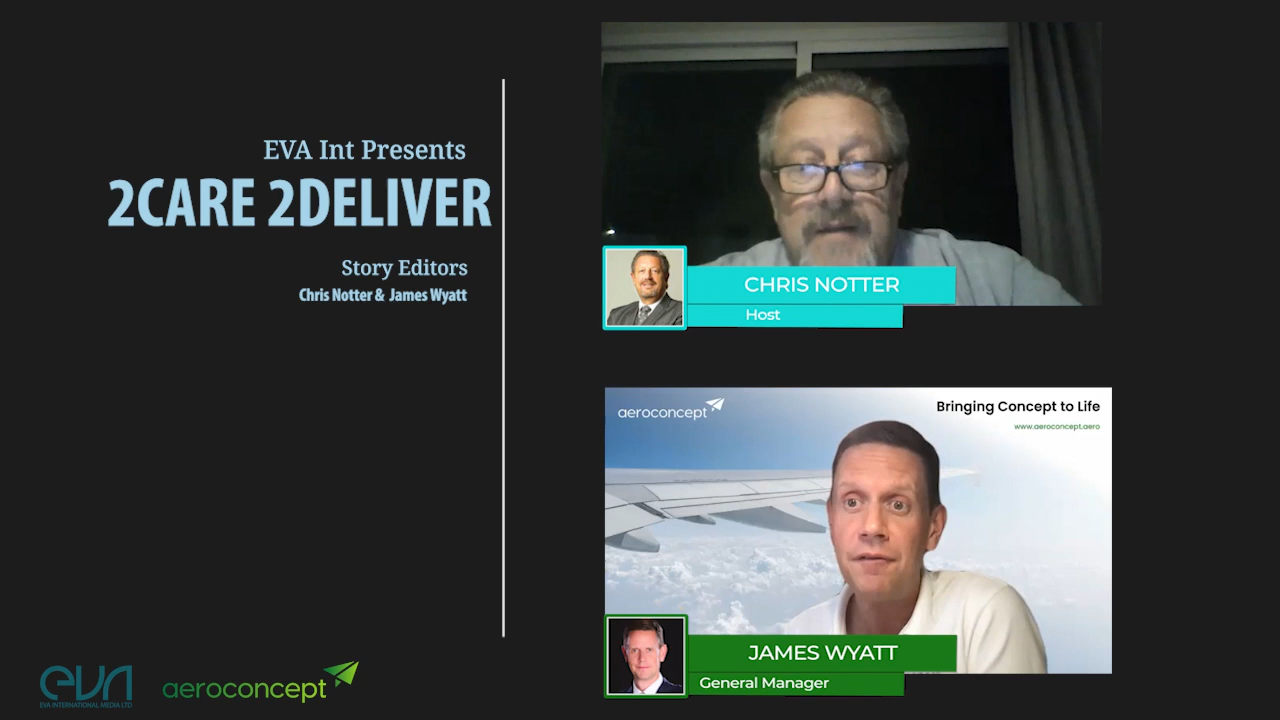 EVA Int Presents
2CARE 2DELIVER
Story Editors
Chris Notter & James Wyatt
CHRIS NOTTER
Host
aeroconcept
Bringing Concept to Life
www.aeroconcept.aero
JAMES WYATT
General Manager
eva
EVA INTERNATIONAL MEDIA LTD
aeroconcept